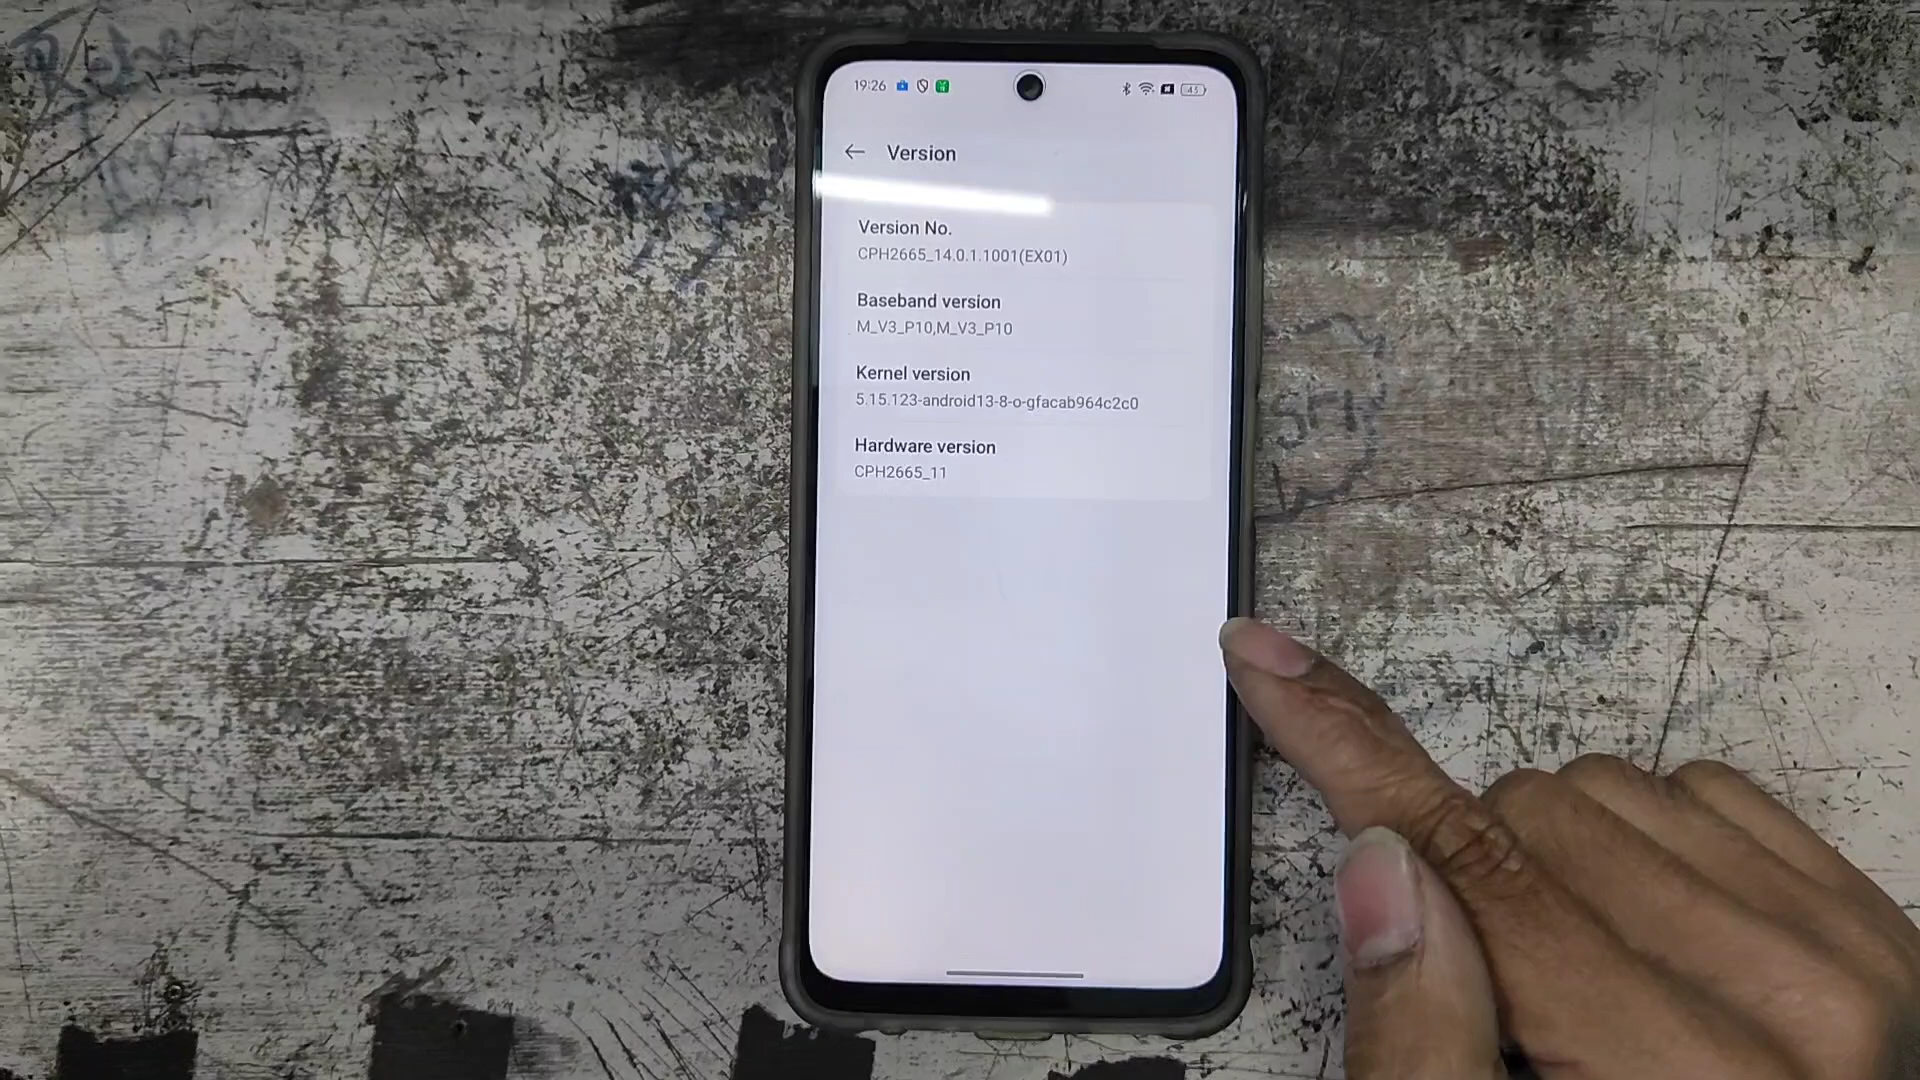 19:26
45
Version
Version No.
CPH2665_14.0.1.1001(EX01)
Baseband version
M_V3_P10,M_V3_P10
Kernel version
5.15.123-android13-8-o-gfacab964c2c0
Hardware version
CPH2665_11